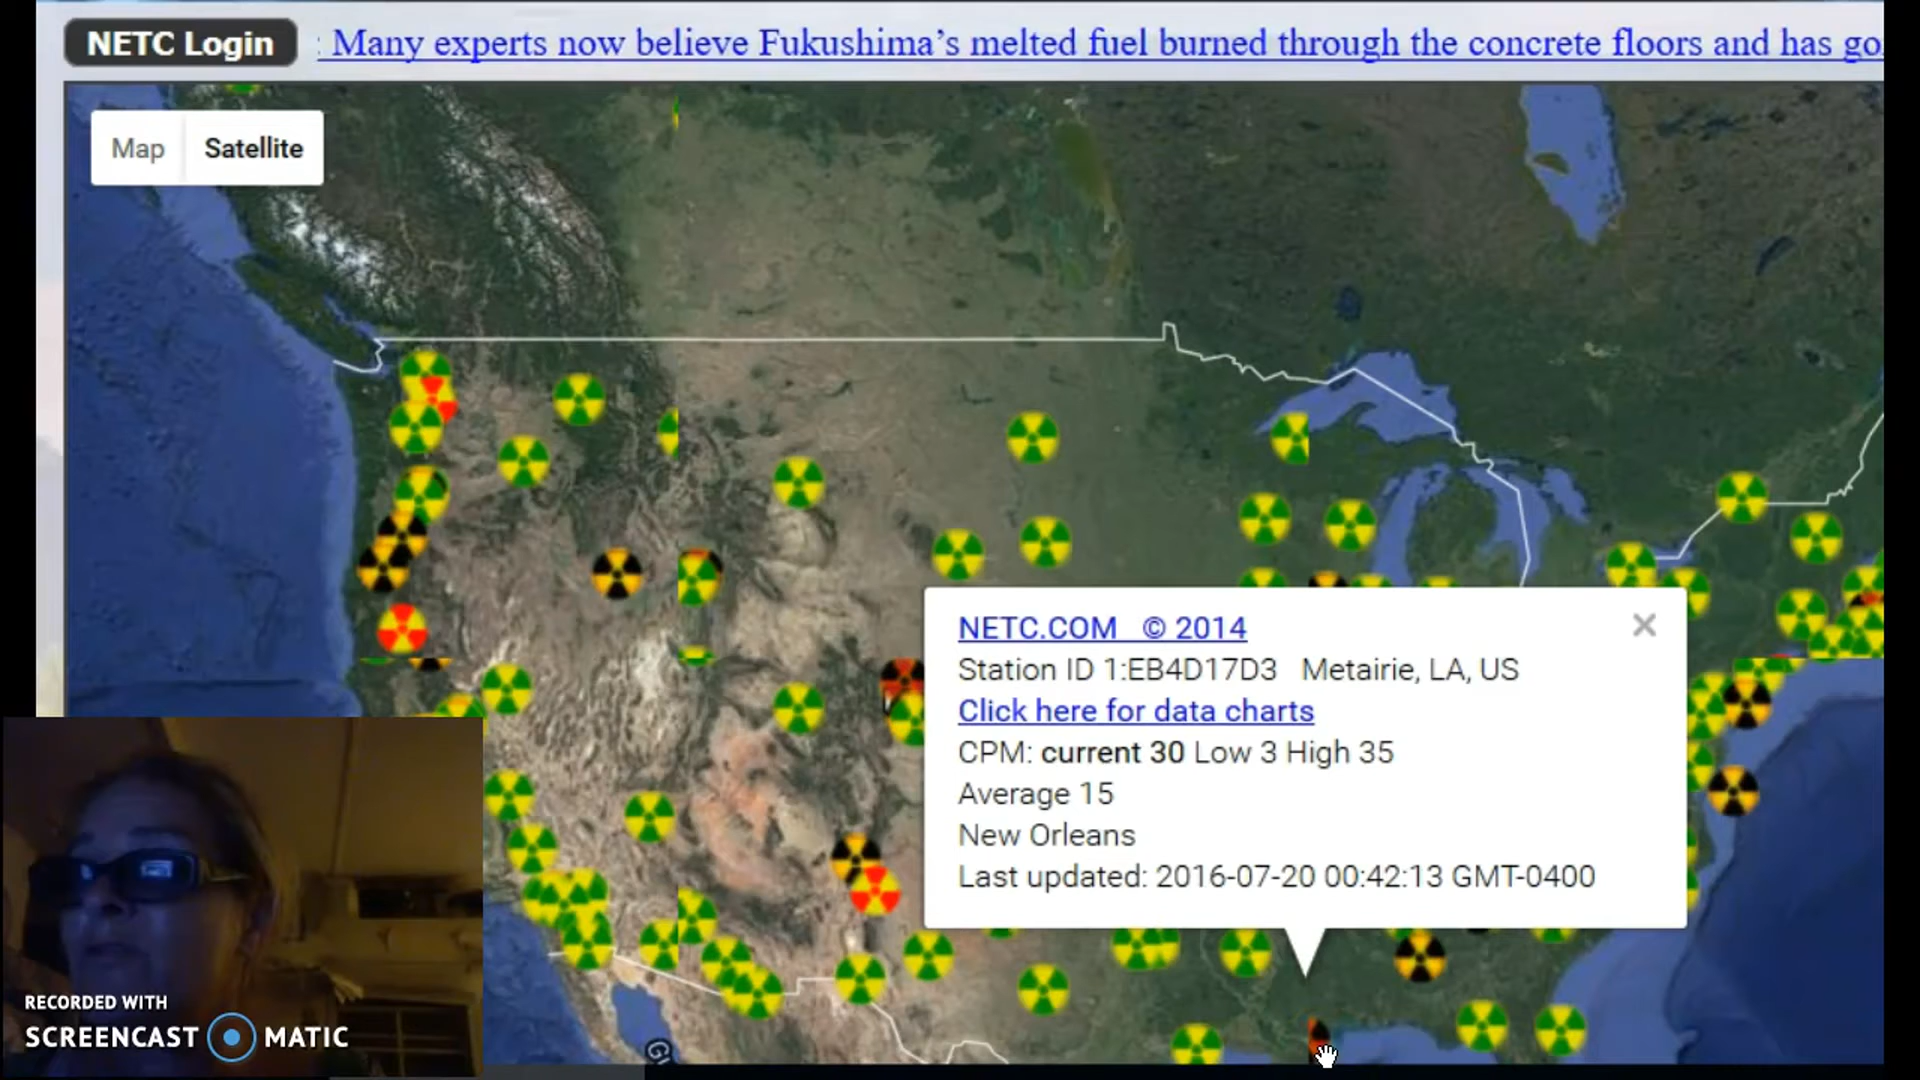 NETC Login
: Many experts now believe Fukushima’s melted fuel burned through the concrete floors and has go
Map Satellite
NETC.COM © 2014
Station ID 1:EB4D17D3 Metairie, LA, US
Click here for data charts
CPM: current 30 Low 3 High 35
Average 15
New Orleans
Last updated: 2016-07-20 00:42:13 GMT-0400
RECORDED WITH
SCREENCAST MATIC